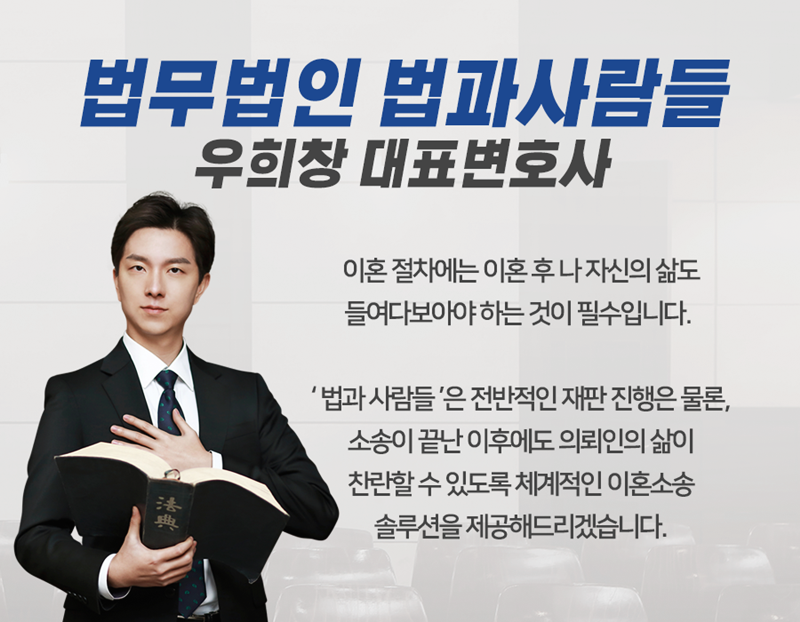 법무법인 법과사람들
우희창 대표변호사
이혼 절차에는 이혼 후 나 자신의 삶도
들여다보아야 하는 것이 필수입니다.
‘ 법과 사람들 ’은 전반적인 재판 진행은 물론,
소송이 끝난 이후에도 의뢰인의 삶이
찬란할 수 있도록 체계적인 이혼소송
솔루션을 제공해드리겠습니다.
法典